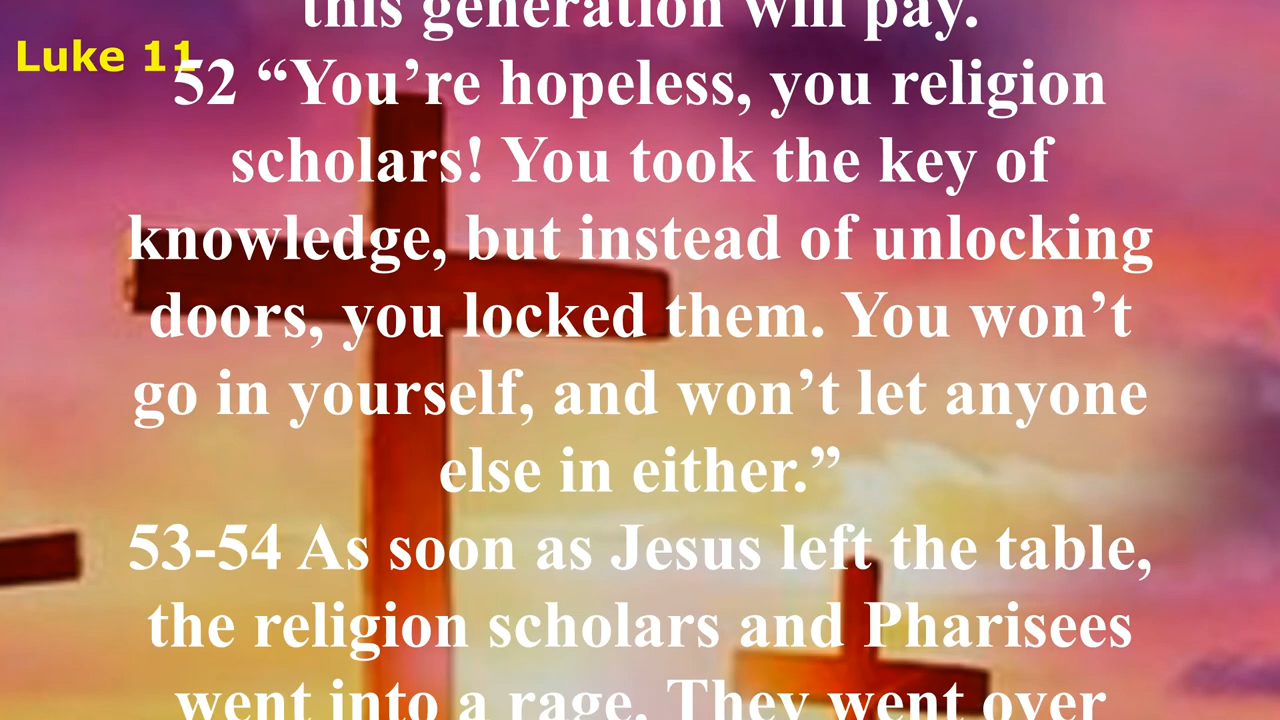 this generation will pay.
Luke 11
52 “You’re hopeless, you religion
scholars! You took the key of
knowledge, but instead of unlocking
doors, you locked them. You won’t
go in yourself, and won’t let anyone
else in either.”
53-54 As soon as Jesus left the table,
the religion scholars and Pharisees
went into a rage. They went over